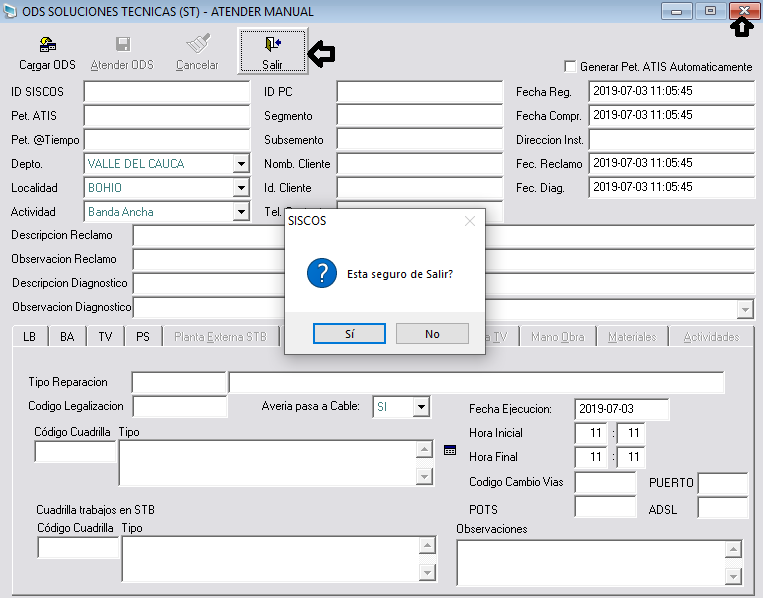 ODS SOLUCIONES TECNICAS (ST) - ATENDER MANUAL
Cargar ODS Atender ODS Cancelar Salir
Generar Pet. ATIS Automaticamente
ID SISCOS ID PC Fecha Reg. 2019-07-03 11:05:45
Pet. ATIS Segmento Fecha Compr. 2019-07-03 11:05:45
Pet. @Tiempo Subsemento Direccion Inst.
Depto. VALLE DEL CAUCA Nomb. Cliente Fec. Reclamo 2019-07-03 11:05:45
Localidad BOHIO Id. Cliente Fec. Diag. 2019-07-03 11:05:45
Actividad Banda Ancha Tel.
SISCOS
Descripcion Reclamo
Observacion Reclamo
Esta seguro de Salir?
Descripcion Diagnostico
Observacion Diagnostico
Sí No
LB BA TV PS Planta Externa STB TV Mano Obra Materiales Actividades
Tipo Reparacion
Codigo Legalizacion Averia pasa a Cable: SI Fecha Ejecucion: 2019-07-03
Código Cuadrilla Tipo Hora Inicial 11 : 11
Hora Final 11 : 11
Codigo Cambio Vias PUERTO
Cuadrilla trabajos en STB POTS ADSL
Código Cuadrilla Tipo Observaciones